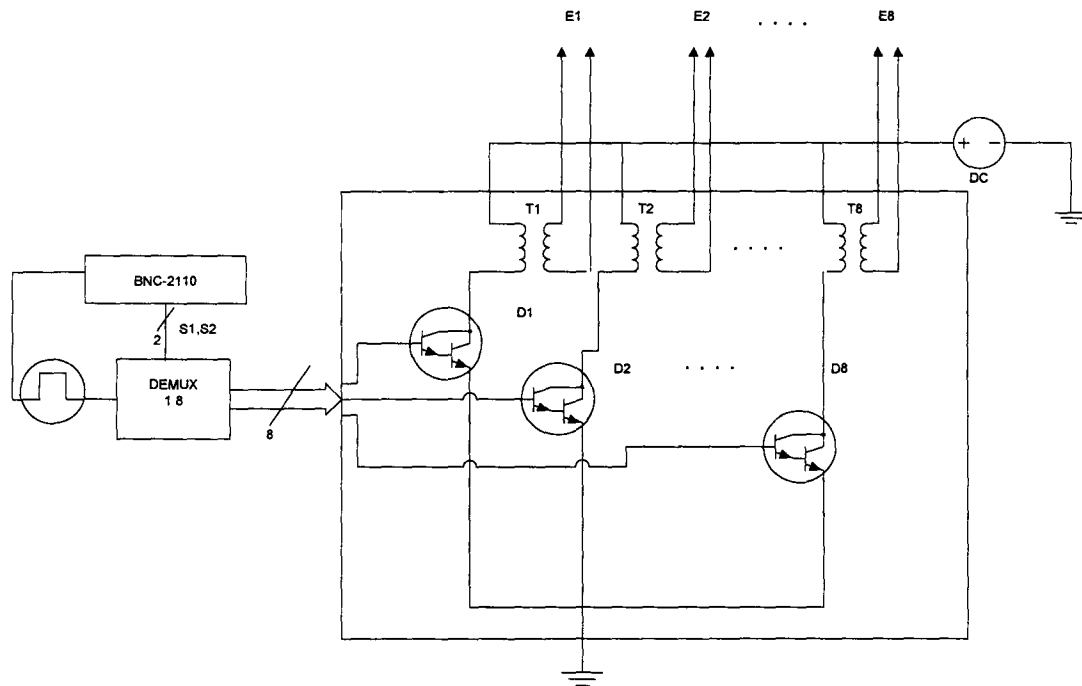 E1 E2 . . . . E8
+ -
DC
T1 T2 T8
. . . .
BNC-2110
D1
2 S1,S2
D2 . . . . D8
DEMUX
1 8
8